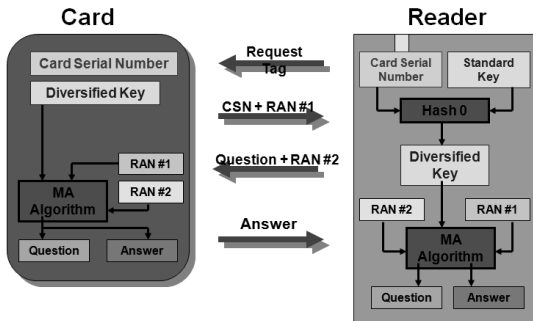 Card
Card Serial Number
Diversified Key
RAN #1
RAN #2
MA
Algorithm
Question
Answer
Request
Tag
CSN + RAN #1
Question + RAN #2
Answer
Reader
Card Serial
Number
Standard
Key
Hash 0
Diversified
Key
RAN #2
RAN #1
MA
Algorithm
Question
Answer